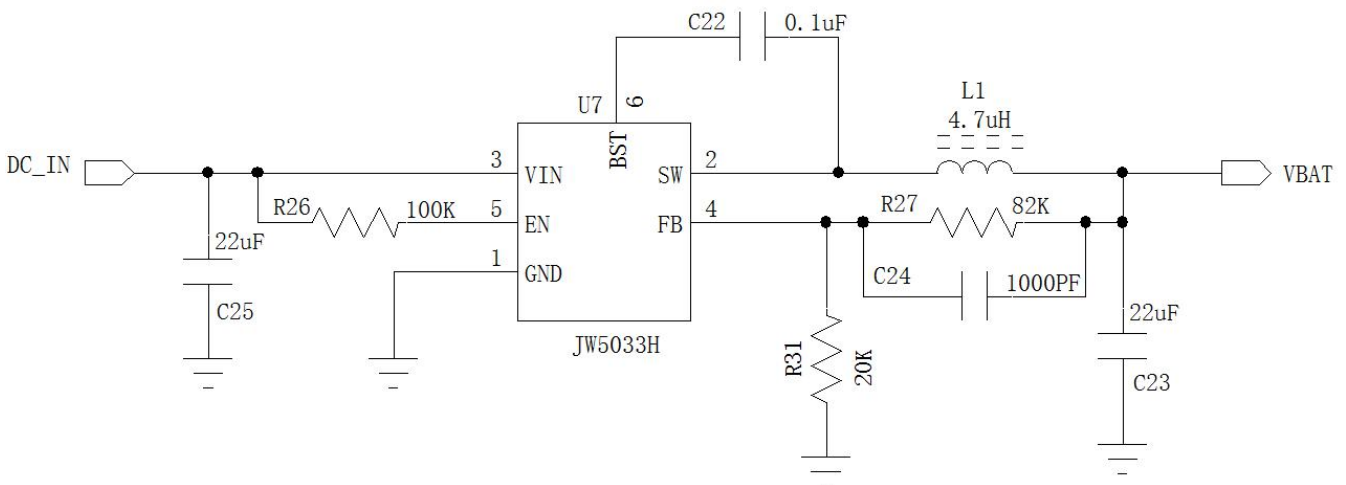 C22
0.1uF
U7
6
BST
L1
4.7uH
DC_IN
3
VIN
SW
2
VBAT
R26
100K
5
EN
FB
4
R27
82K
22uF
1
GND
C24
1000PF
C25
22uF
JW5033H
R31
20K
C23